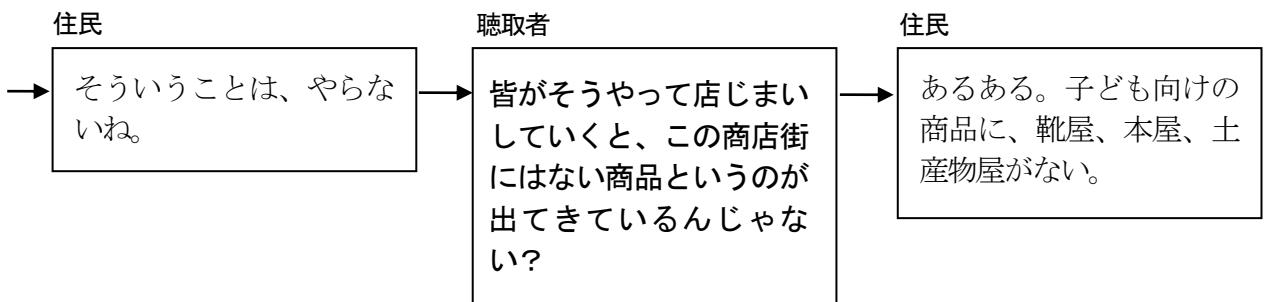 住民
そういうことは、やらな
いね。
聴取者
皆がそうやって店じまい
していくと、この商店街
にはない商品というのが
出てきているんじゃな
い？
住民
あるある。子ども向けの
商品に、靴屋、本屋、土
産物屋がない。